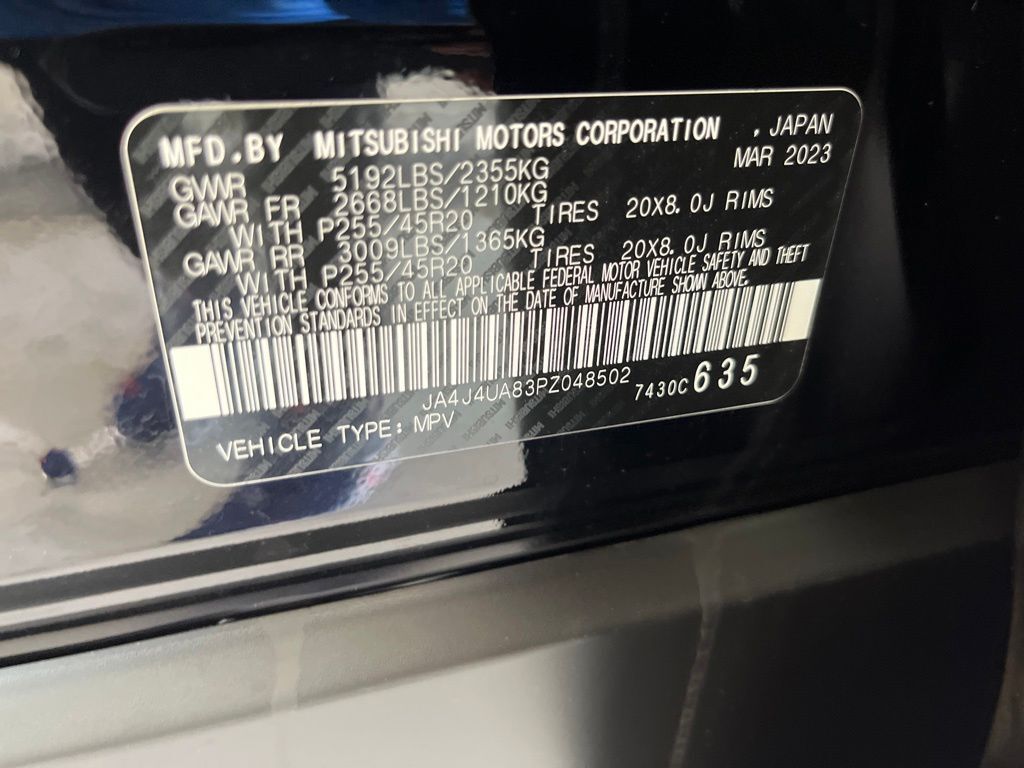 MFD.BY MITSUBISHI MOTORS CORPORATION , JAPAN
MAR 2023
GVWR 5192LBS/2355KG
GAWR FR 2668LBS/1210KG
WITH P255/45R20 TIRES 20X8.0J RIMS
GAWR RR 3009LBS/1365KG
WITH P255/45R20 TIRES 20X8.0J RIMS
THIS VEHICLE CONFORMS TO ALL APPLICABLE FEDERAL MOTOR VEHICLE SAFETY AND THEFT
PREVENTION STANDARDS IN EFFECT ON THE DATE OF MANUFACTURE SHOWN ABOVE.
JA4J4UA83PZ048502
7430C 635
VEHICLE TYPE: MPV